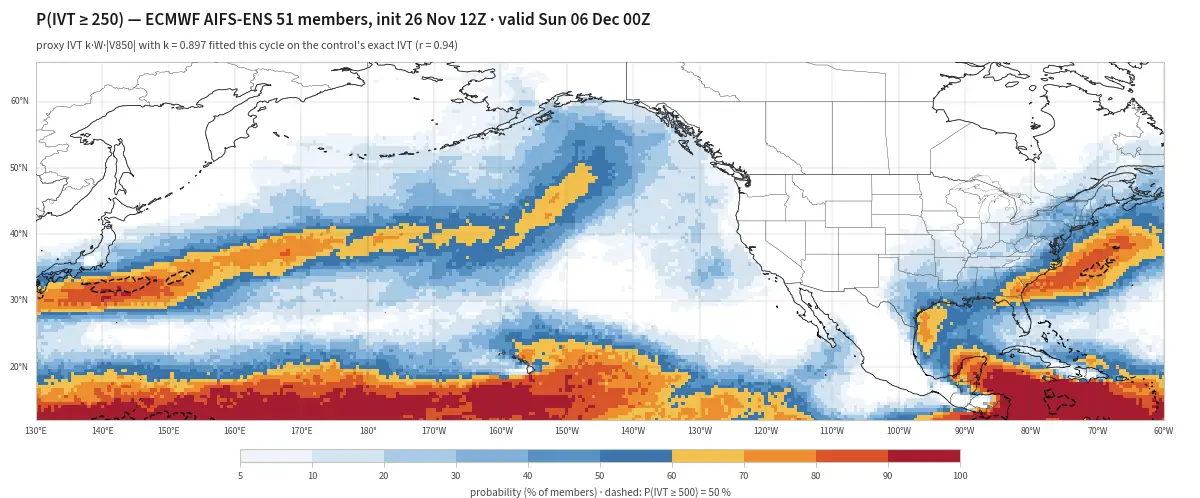 P(IVT ≥ 250) — ECMWF AIFS-ENS 51 members, init 26 Nov 12Z · valid Sun 06 Dec 00Z
proxy IVT k·W·|V850| with k = 0.897 fitted this cycle on the control's exact IVT (r = 0.94)
60°N
50°N
40°N
30°N
20°N
130°E 140°E 150°E 160°E 170°E 180° 170°W 160°W 150°W 140°W 130°W 120°W 110°W 100°W 90°W 80°W 70°W 60°W
5 10 20 30 40 50 60 70 80 90 100
probability (% of members) · dashed: P(IVT ≥ 500) = 50 %